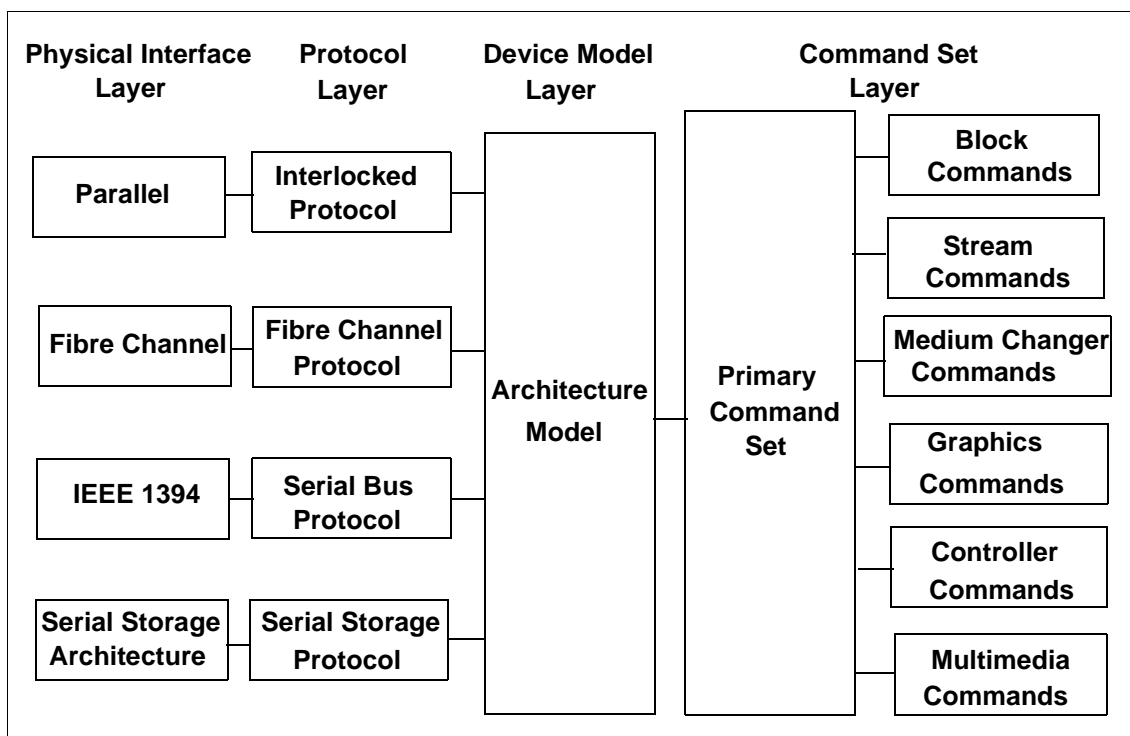 Physical Interface
Layer
Protocol
Layer
Device Model
Layer
Command Set
Layer
Parallel
Interlocked
Protocol
Fibre Channel
Fibre Channel
Protocol
IEEE 1394
Serial Bus
Protocol
Serial Storage
Architecture
Serial Storage
Protocol
Architecture
Model
Primary
Command
Set
Block
Commands
Stream
Commands
Medium Changer
Commands
Graphics
Commands
Controller
Commands
Multimedia
Commands